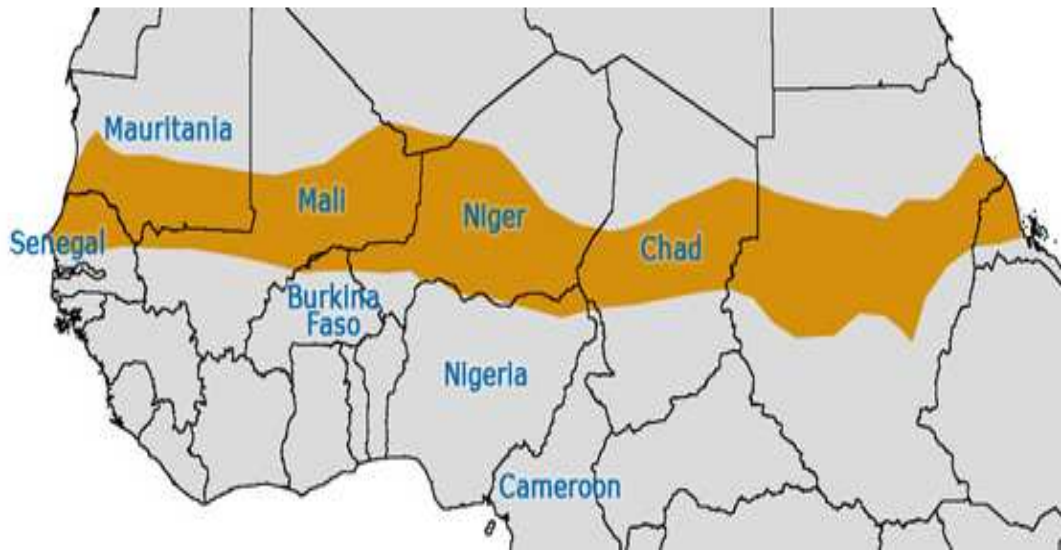 Mauritania
Mali
Niger
Senegal
Chad
Burkina
Faso
Nigeria
Cameroon